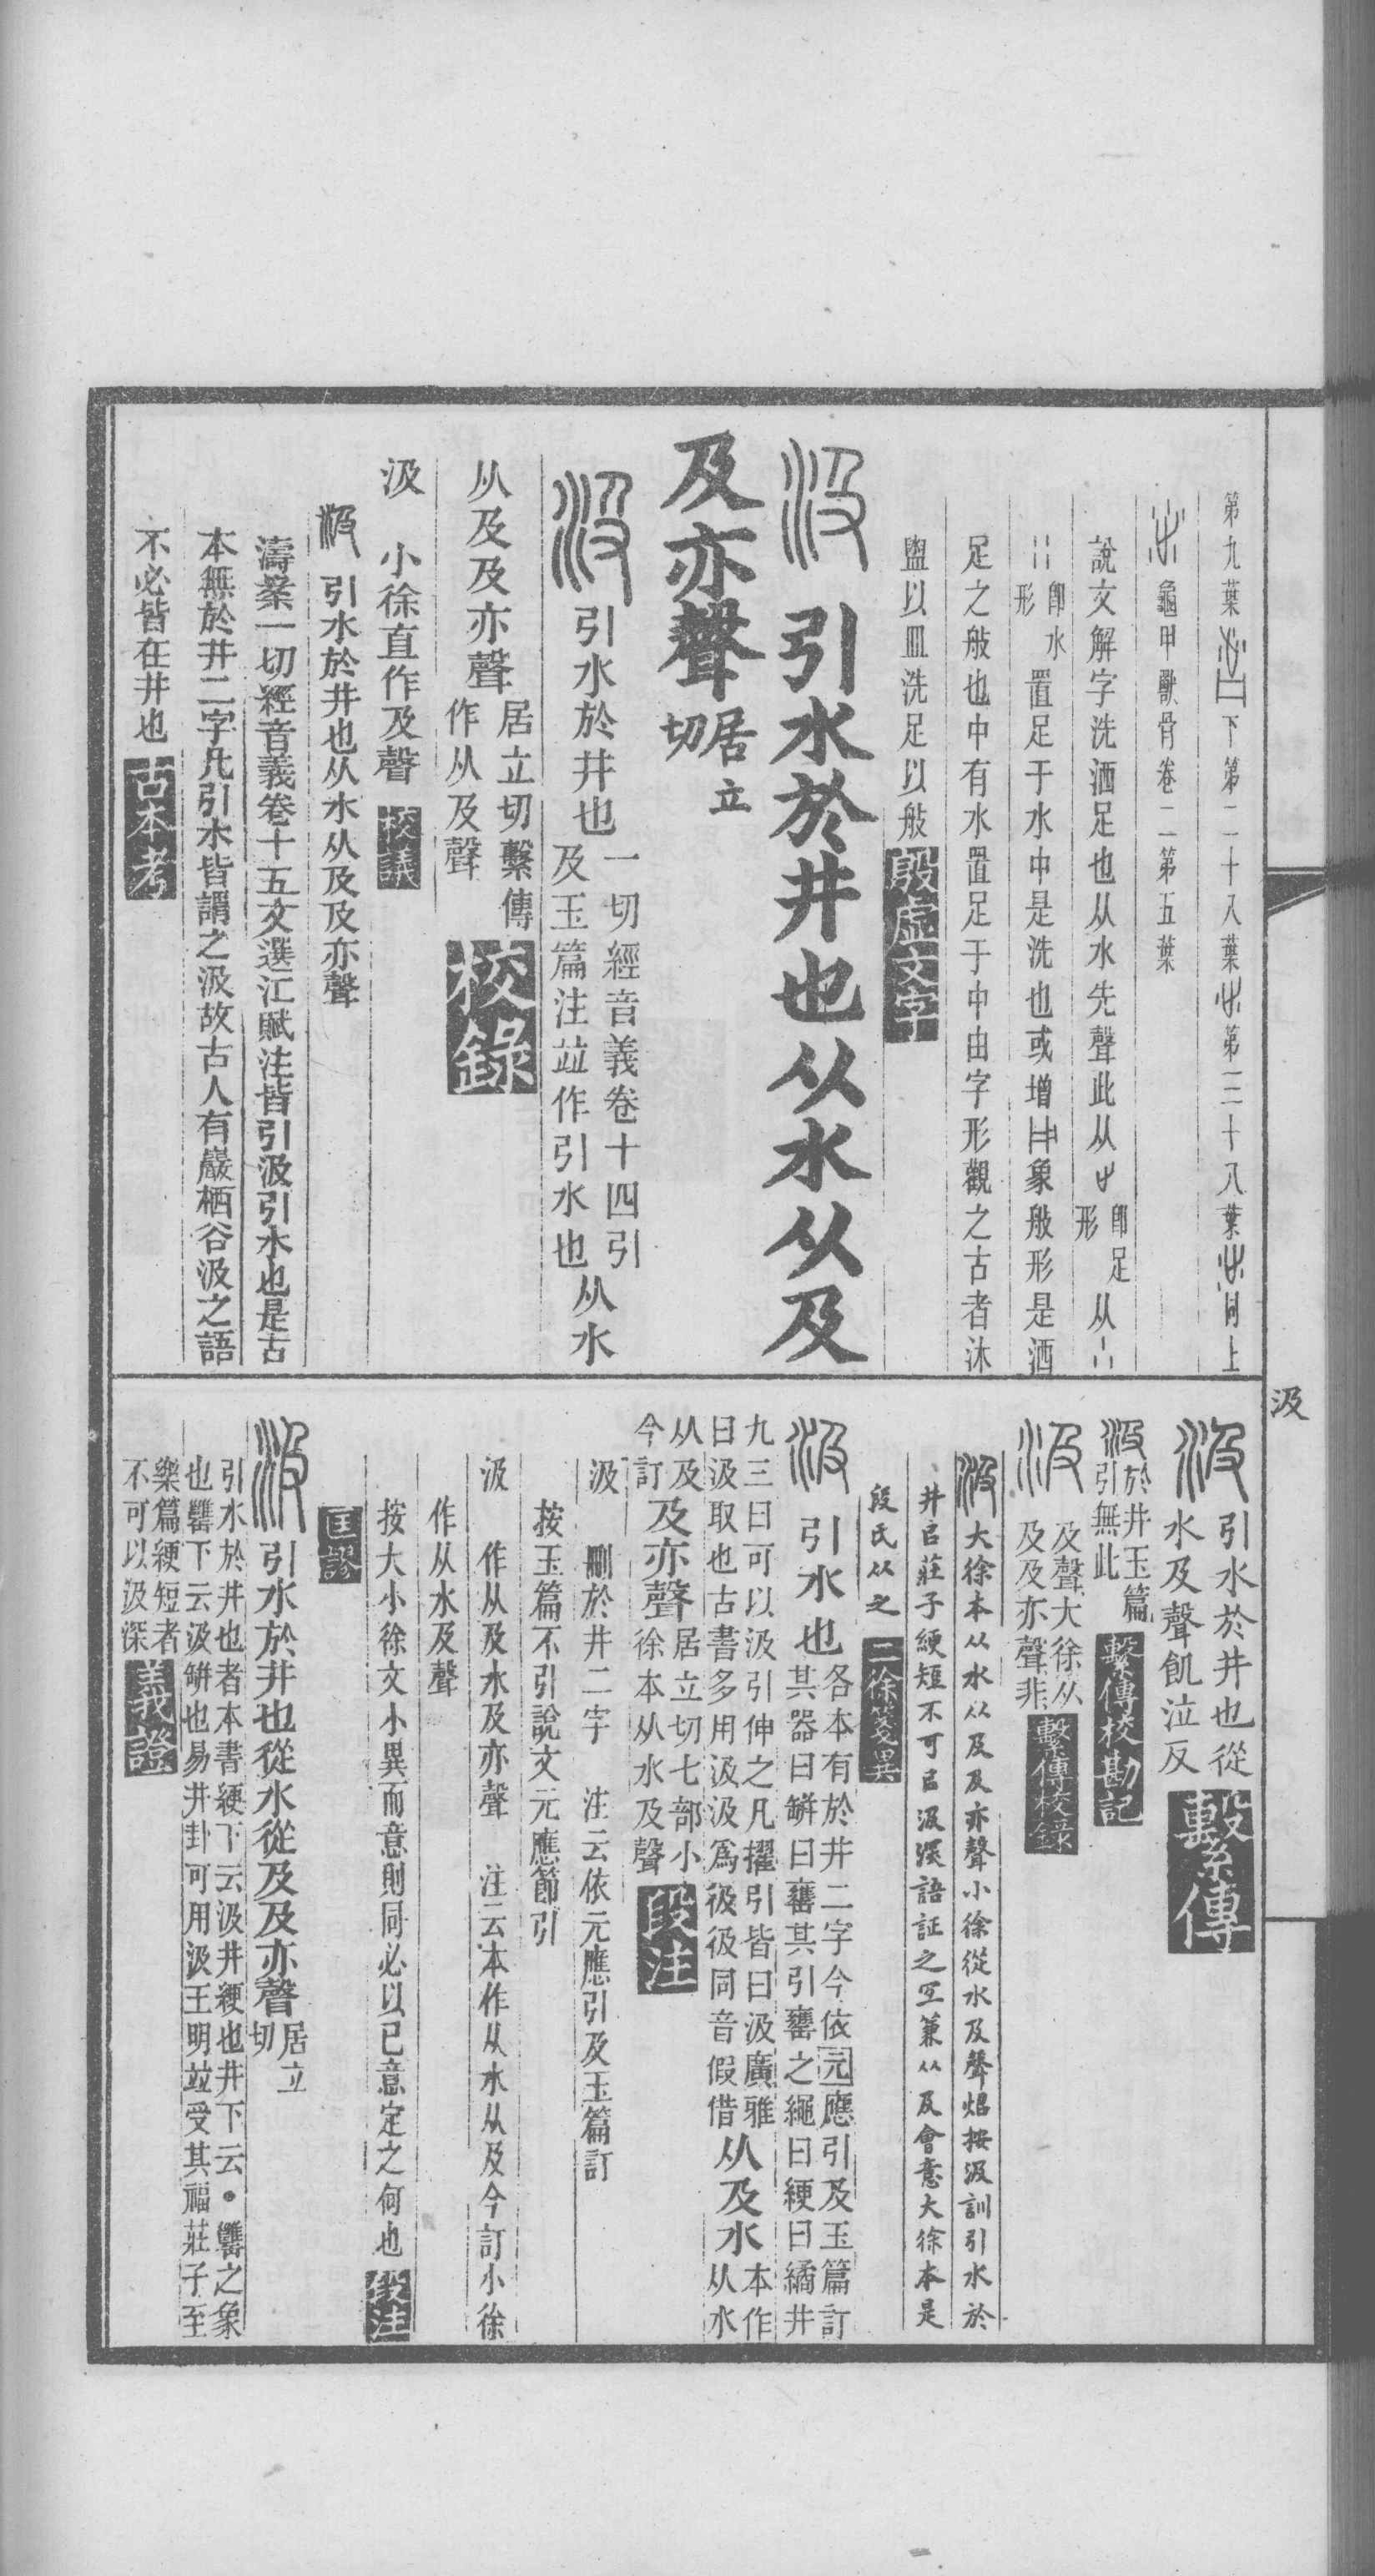 第九葉下第二十八葉第三十八葉同上
龜甲獸骨卷二第五葉
說文解字洗洒足也从水先聲此从卽足形从
卽水形置足于水中是洗也或增象般形是洒
足之般也中有水置足于中由字形觀之古者沐
盥以皿洗足以般殷虛文字
汲引水於井也从水从及
及亦聲居立切
汲引水於井也一切經音義卷十四引及玉篇注竝作引水也从水
从及及亦聲居立切繫傳作从及聲校錄
汲 小徐直作及聲校議
汲引水於井也从水从及及亦聲
濤案一切經音義卷十五文選江賦注皆引汲引水也是古
本無於井二字凡引水皆謂之汲故古人有巖栖谷汲之語
不必皆在井也古本考
汲
汲引水於井也從水及聲飢泣反繫傳
汲於井玉篇引無此繫傳校勘記
汲及聲大徐从及及亦聲非繫傳校錄
汲大徐本从水从及及亦聲小徐從水及聲炤按汲訓引水於
井㠯莊子綆短不可㠯汲深語証之宐兼从及會意大徐本是
段氏从之二徐箋異
汲引水也各本有於井二字今依元應引及玉篇訂其器曰缾曰罋其引罋之繩曰綆曰繘井
九三曰可以汲引伸之凡擢引皆曰汲廣雅曰汲取也古書多用汲汲爲彶彶同音假借从及水本作从水
从及今訂及亦聲居立切七部小徐本从水及聲段注
汲 刪於井二字 注云依元應引及玉篇訂
按玉篇不引說文元應節引
汲 作从及水及亦聲 注云本作从水从及今訂小徐
作从水及聲
按大小徐文小異而意則同必以已意定之何也段注
匡謬
汲引水於井也從水從及及亦聲居立切
引水於井也者本書綆下云汲井綆也井下云•罋之象
也罋下云汲缾也易井卦可用汲王明竝受其福莊子至
樂篇綆短者不可以汲深義證